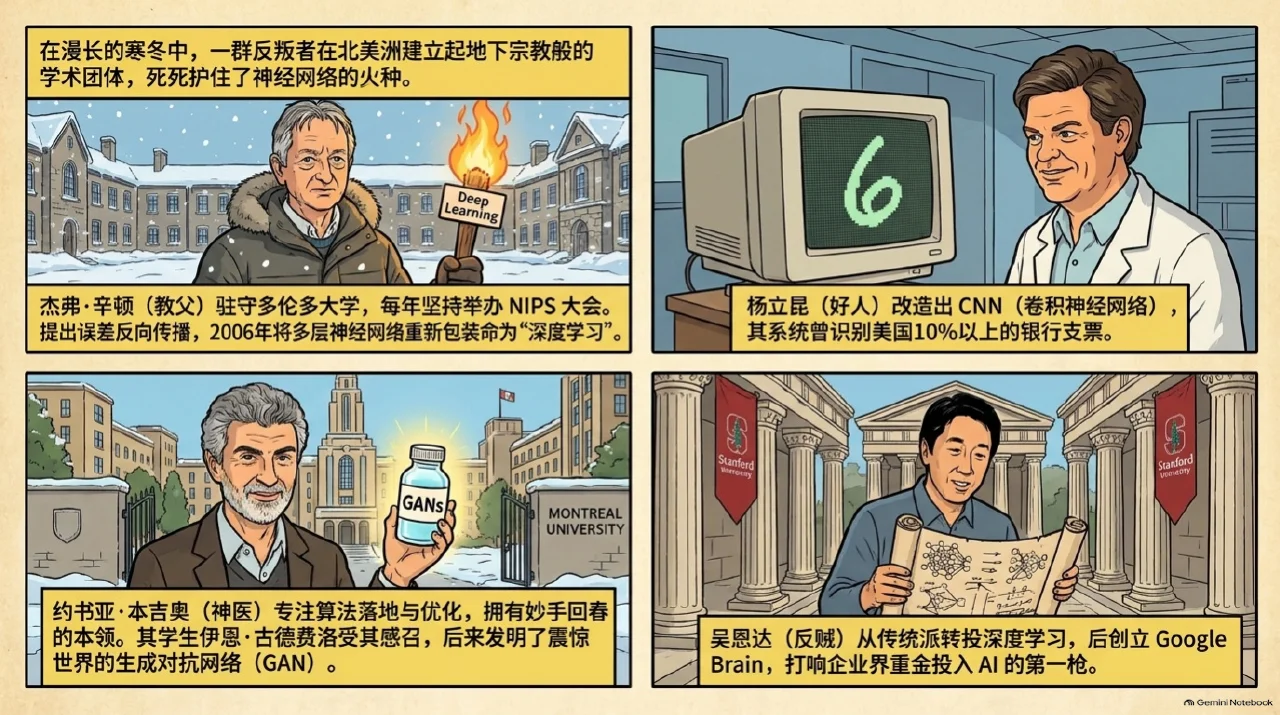 在漫长的寒冬中，一群反叛者在北美洲建立起地下宗教般的
学术团体，死死护住了神经网络的火种。
Deep
Learning
杰弗·辛顿（教父）驻守多伦多大学，每年坚持举办 NIPS 大会。
提出误差反向传播，2006年将多层神经网络重新包装命为“深度学习”。
6
杨立昆（好人）改造出 CNN（卷积神经网络），
其系统曾识别美国10%以上的银行支票。
GANs
MONTREAL
UNIVERSITY
约书亚·本吉奥（神医）专注算法落地与优化，拥有妙手回春
的本领。其学生伊恩·古德费洛受其感召，后来发明了震惊
世界的生成对抗网络（GAN）。
Stanford
University
Stanford
University
吴恩达（反贼）从传统派转投深度学习，后创立 Google
Brain，打响企业界重金投入 AI 的第一枪。
Gemini Notebook